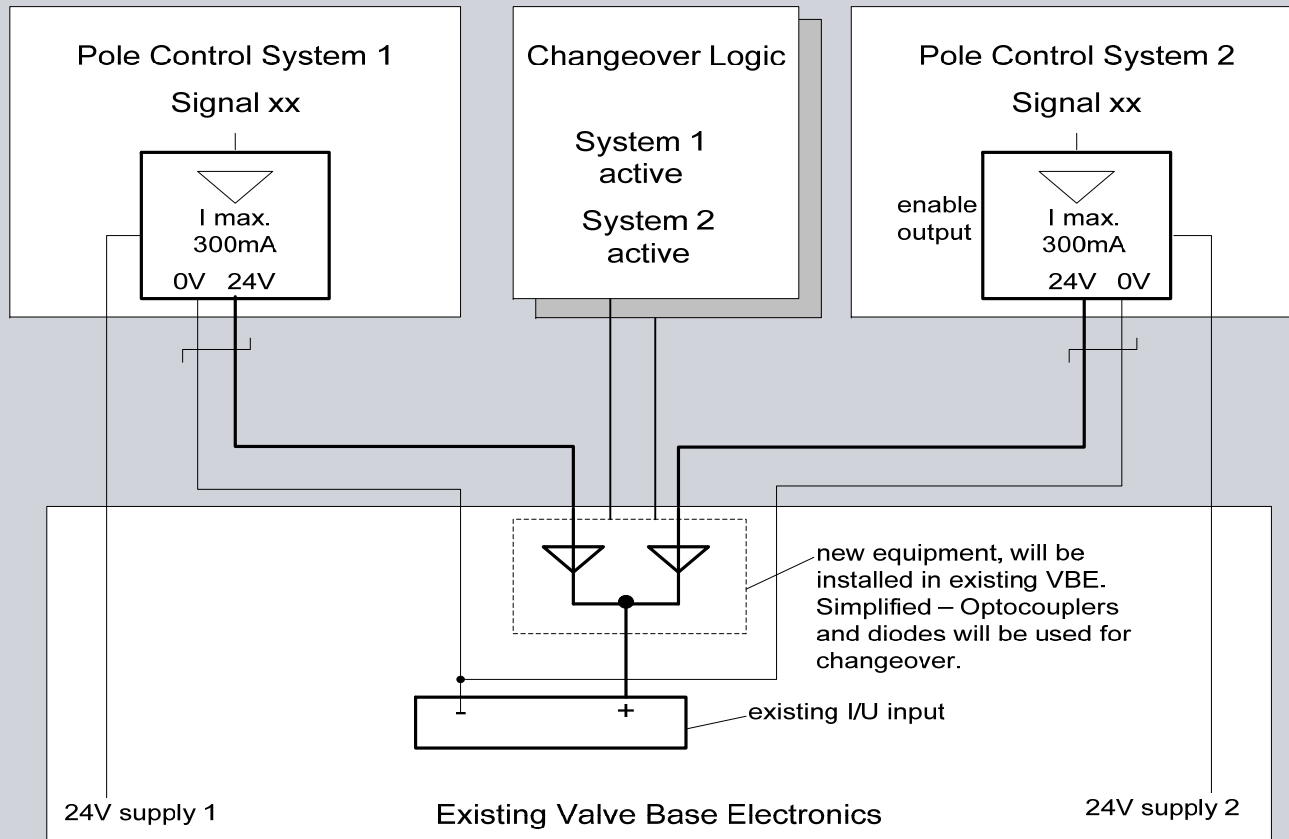 Pole Control System 1
Signal xx
I max.
300mA
0V 24V
Changeover Logic
System 1
active
System 2
active
Pole Control System 2
Signal xx
enable
output
I max.
300mA
24V 0V
new equipment, will be
installed in existing VBE.
Simplified – Optocouplers
and diodes will be used for
changeover.
- +
existing I/U input
24V supply 1
Existing Valve Base Electronics
24V supply 2